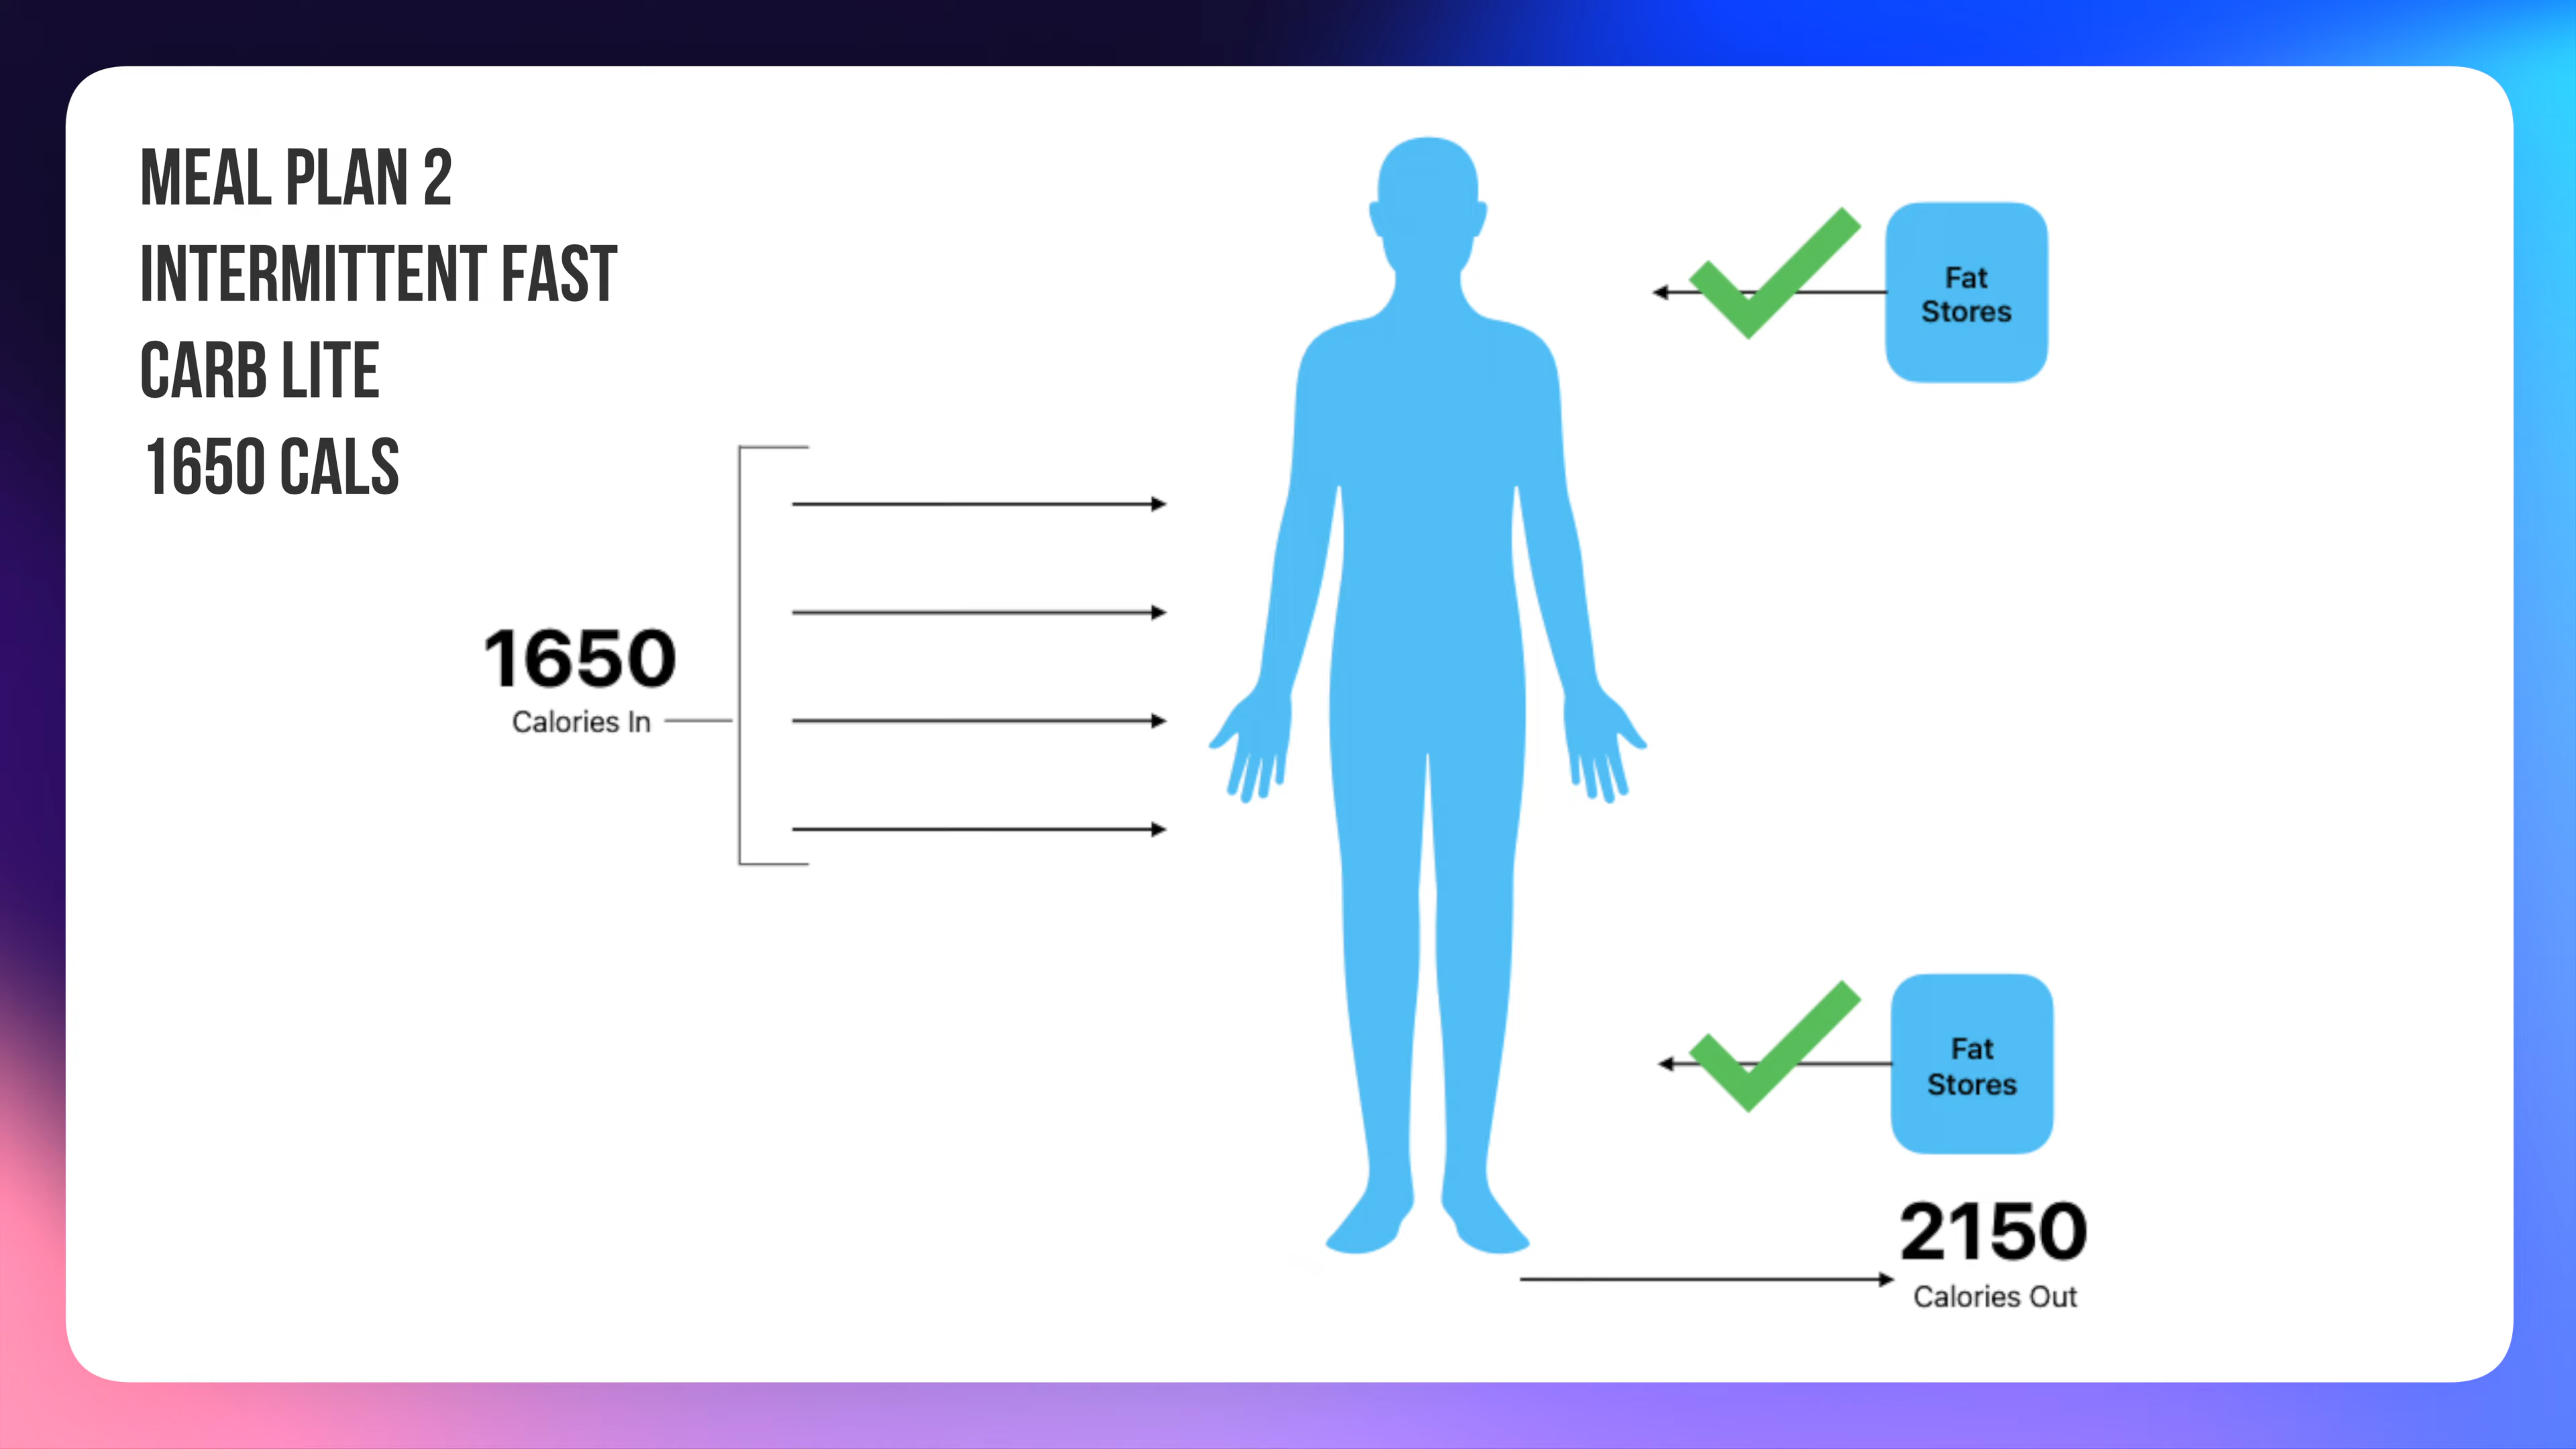 MEAL PLAN 2
INTERMITTENT FAST
CARB LITE
1650 CALS
Fat
Stores
1650
Calories In
Fat
Stores
2150
Calories Out